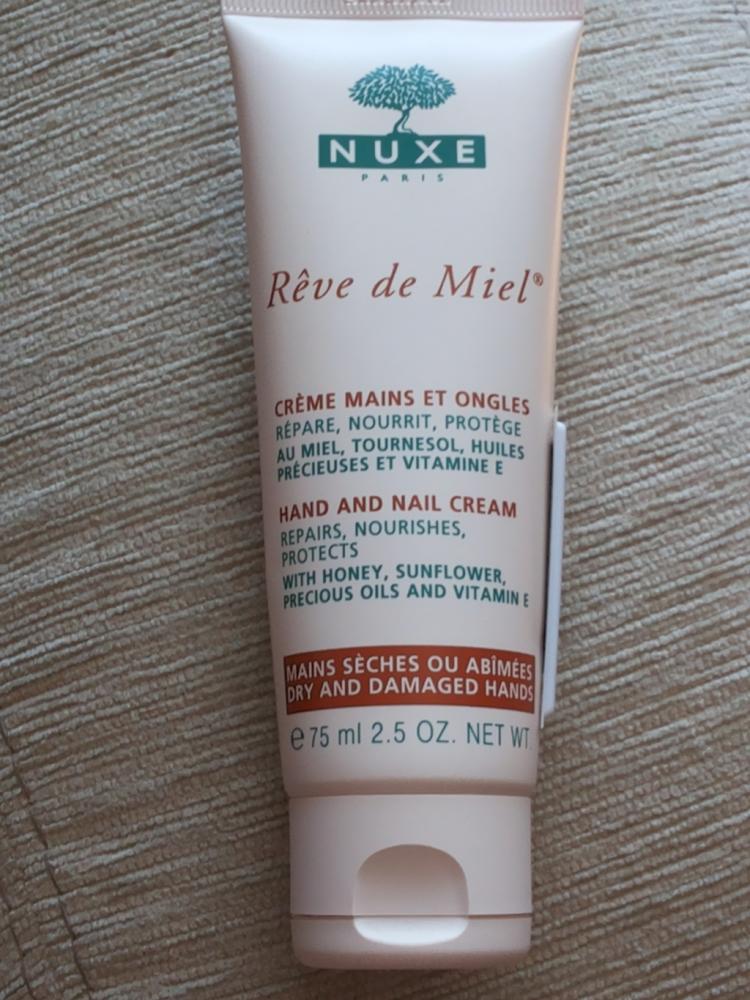 NUXE
PARIS
Rêve de Miel®
CRÈME MAINS ET ONGLES
RÉPARE, NOURRIT, PROTÈGE
AU MIEL, TOURNESOL, HUILES
PRÉCIEUSES ET VITAMINE E
HAND AND NAIL CREAM
REPAIRS, NOURISHES,
PROTECTS
WITH HONEY, SUNFLOWER,
PRECIOUS OILS AND VITAMIN E
MAINS SÈCHES OU ABÎMÉES
DRY AND DAMAGED HANDS
℮ 75 ml 2.5 OZ. NET WT.